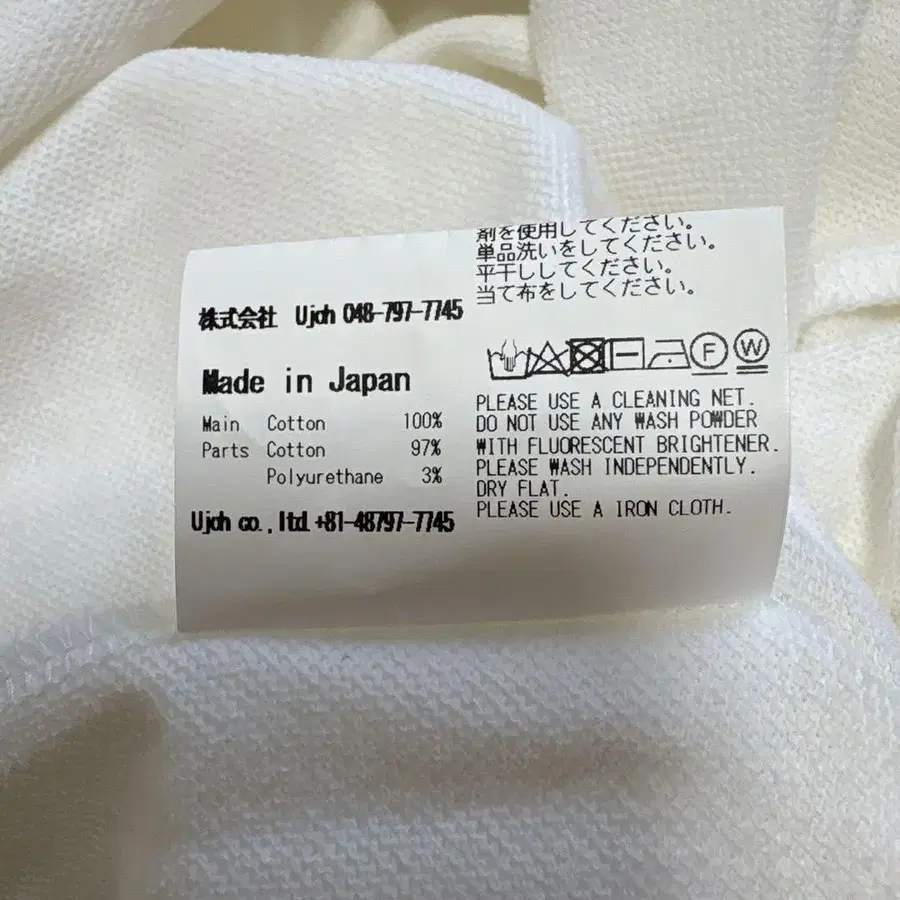 株式会社 Ujoh 048-797-7745
Made in Japan
Main Cotton 100%
Parts Cotton 97%
Polyurethane 3%
Ujoh co., ltd. +81-48797-7745
剤を使用してください。
単品洗いをしてください。
平干ししてください。
当て布をしてください。
F W
PLEASE USE A CLEANING NET.
DO NOT USE ANY WASH POWDER
WITH FLUORESCENT BRIGHTENER.
PLEASE WASH INDEPENDENTLY.
DRY FLAT.
PLEASE USE A IRON CLOTH.